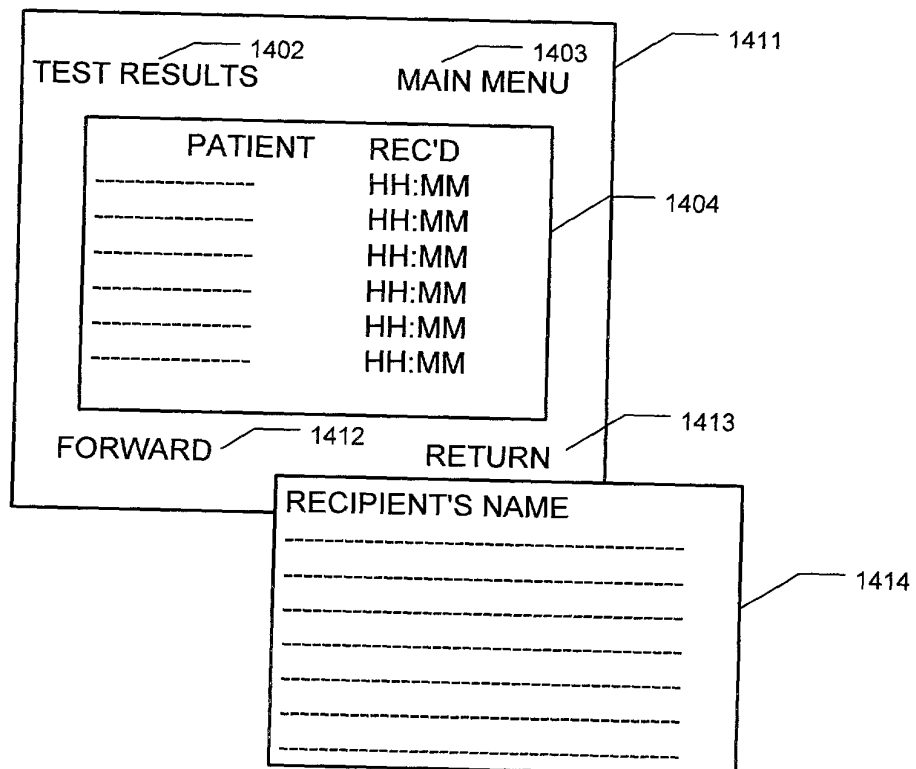 1402 1403 1411
TEST RESULTS MAIN MENU
PATIENT REC'D
HH:MM
HH:MM 1404
HH:MM
HH:MM
HH:MM
HH:MM
FORWARD 1412 RETURN 1413
RECIPIENT'S NAME
1414